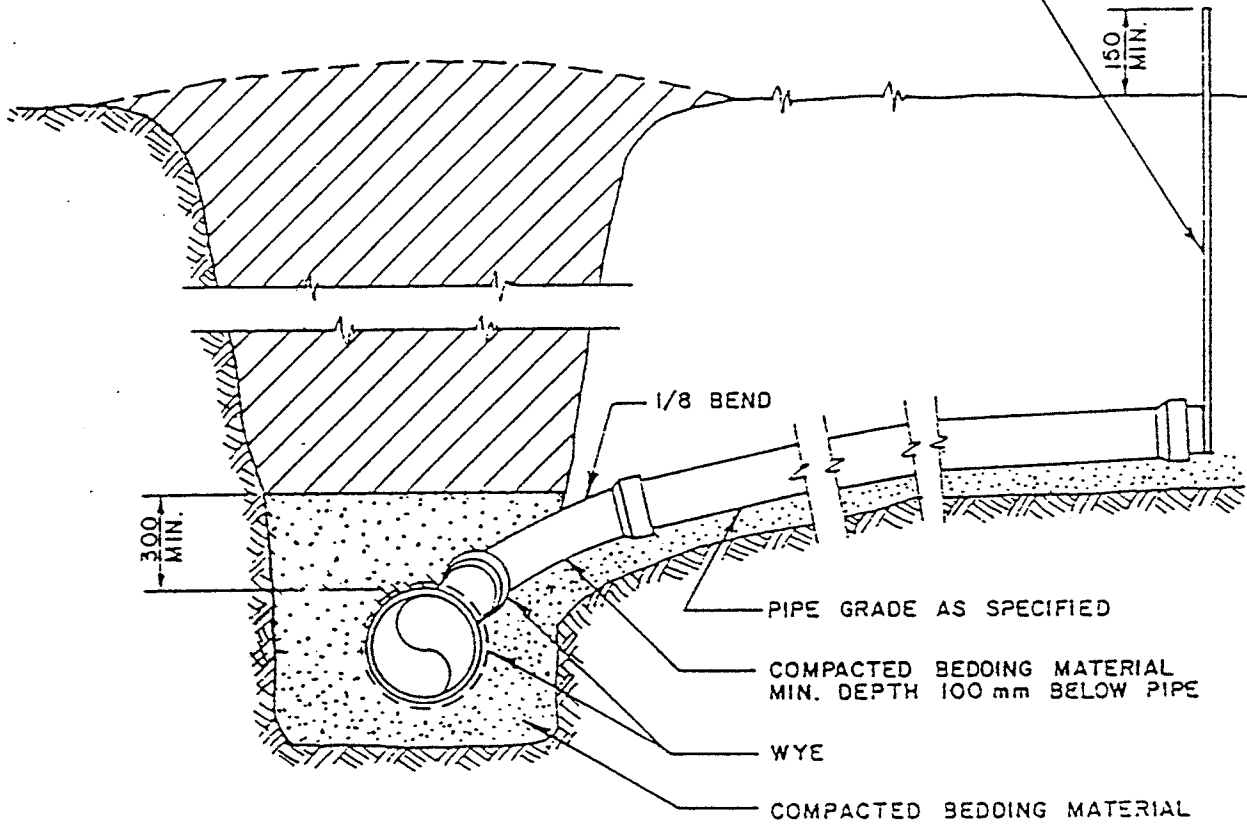 150
MIN.
1/8 BEND
300
MIN.
PIPE GRADE AS SPECIFIED
COMPACTED BEDDING MATERIAL
MIN. DEPTH 100 mm BELOW PIPE
WYE
COMPACTED BEDDING MATERIAL